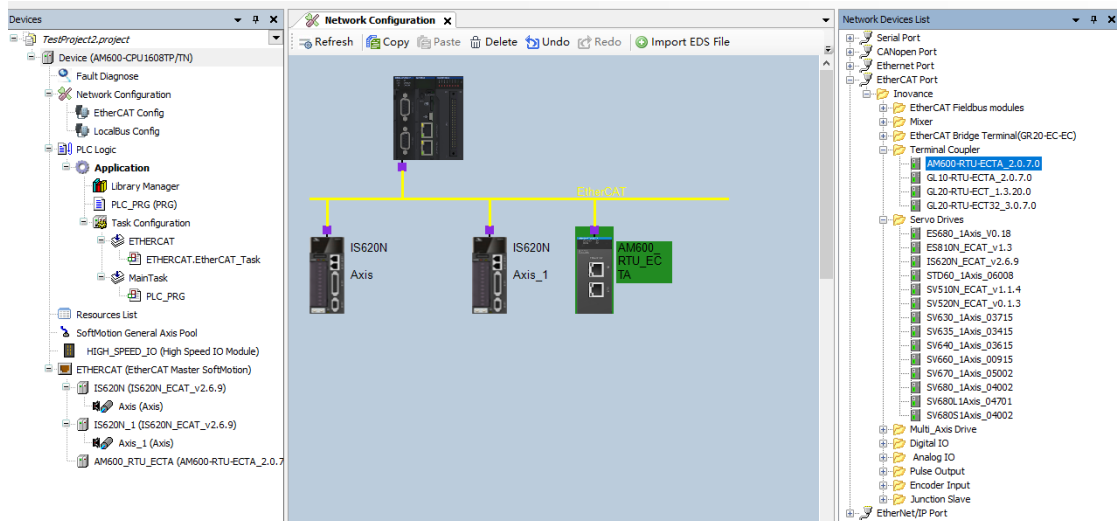 Devices
TestProject2.project
Device (AM600-CPU1608TP/TN)
Fault Diagnose
Network Configuration
EtherCAT Config
LocalBus Config
PLC Logic
Application
Library Manager
PLC_PRG (PRG)
Task Configuration
ETHERCAT
ETHERCAT.EtherCAT_Task
MainTask
PLC_PRG
Resources List
SoftMotion General Axis Pool
HIGH_SPEED_IO (High Speed IO Module)
ETHERCAT (EtherCAT Master SoftMotion)
IS620N (IS620N_ECAT_v2.6.9)
Axis (Axis)
IS620N_1 (IS620N_ECAT_v2.6.9)
Axis_1 (Axis)
AM600_RTU_ECTA (AM600-RTU-ECTA_2.0.7
Network Configuration
Refresh Copy Paste Delete Undo Redo Import EDS File
EtherCAT
IS620N
Axis
IS620N
Axis_1
AM600_
RTU_EC
TA
Network Devices List
Serial Port
CANopen Port
Ethernet Port
EtherCAT Port
Inovance
EtherCAT Fieldbus modules
Mixer
EtherCAT Bridge Terminal(GR20-EC-EC)
Terminal Coupler
AM600-RTU-ECTA_2.0.7.0
GL10-RTU-ECTA_2.0.7.0
GL20-RTU-ECT_1.3.20.0
GL20-RTU-ECT32_3.0.7.0
Servo Drives
ES680_1Axis_V0.18
ES810N_ECAT_v1.3
IS620N_ECAT_v2.6.9
STD60_1Axis_06008
SV510N_ECAT_v1.1.4
SV520N_ECAT_v0.1.3
SV630_1Axis_03715
SV635_1Axis_03415
SV640_1Axis_03615
SV660_1Axis_00915
SV670_1Axis_05002
SV680_1Axis_04002
SV680L1Axis_04701
SV680S1Axis_04002
Multi_Axis Drive
Digital IO
Analog IO
Pulse Output
Encoder Input
Junction Slave
EtherNet/IP Port